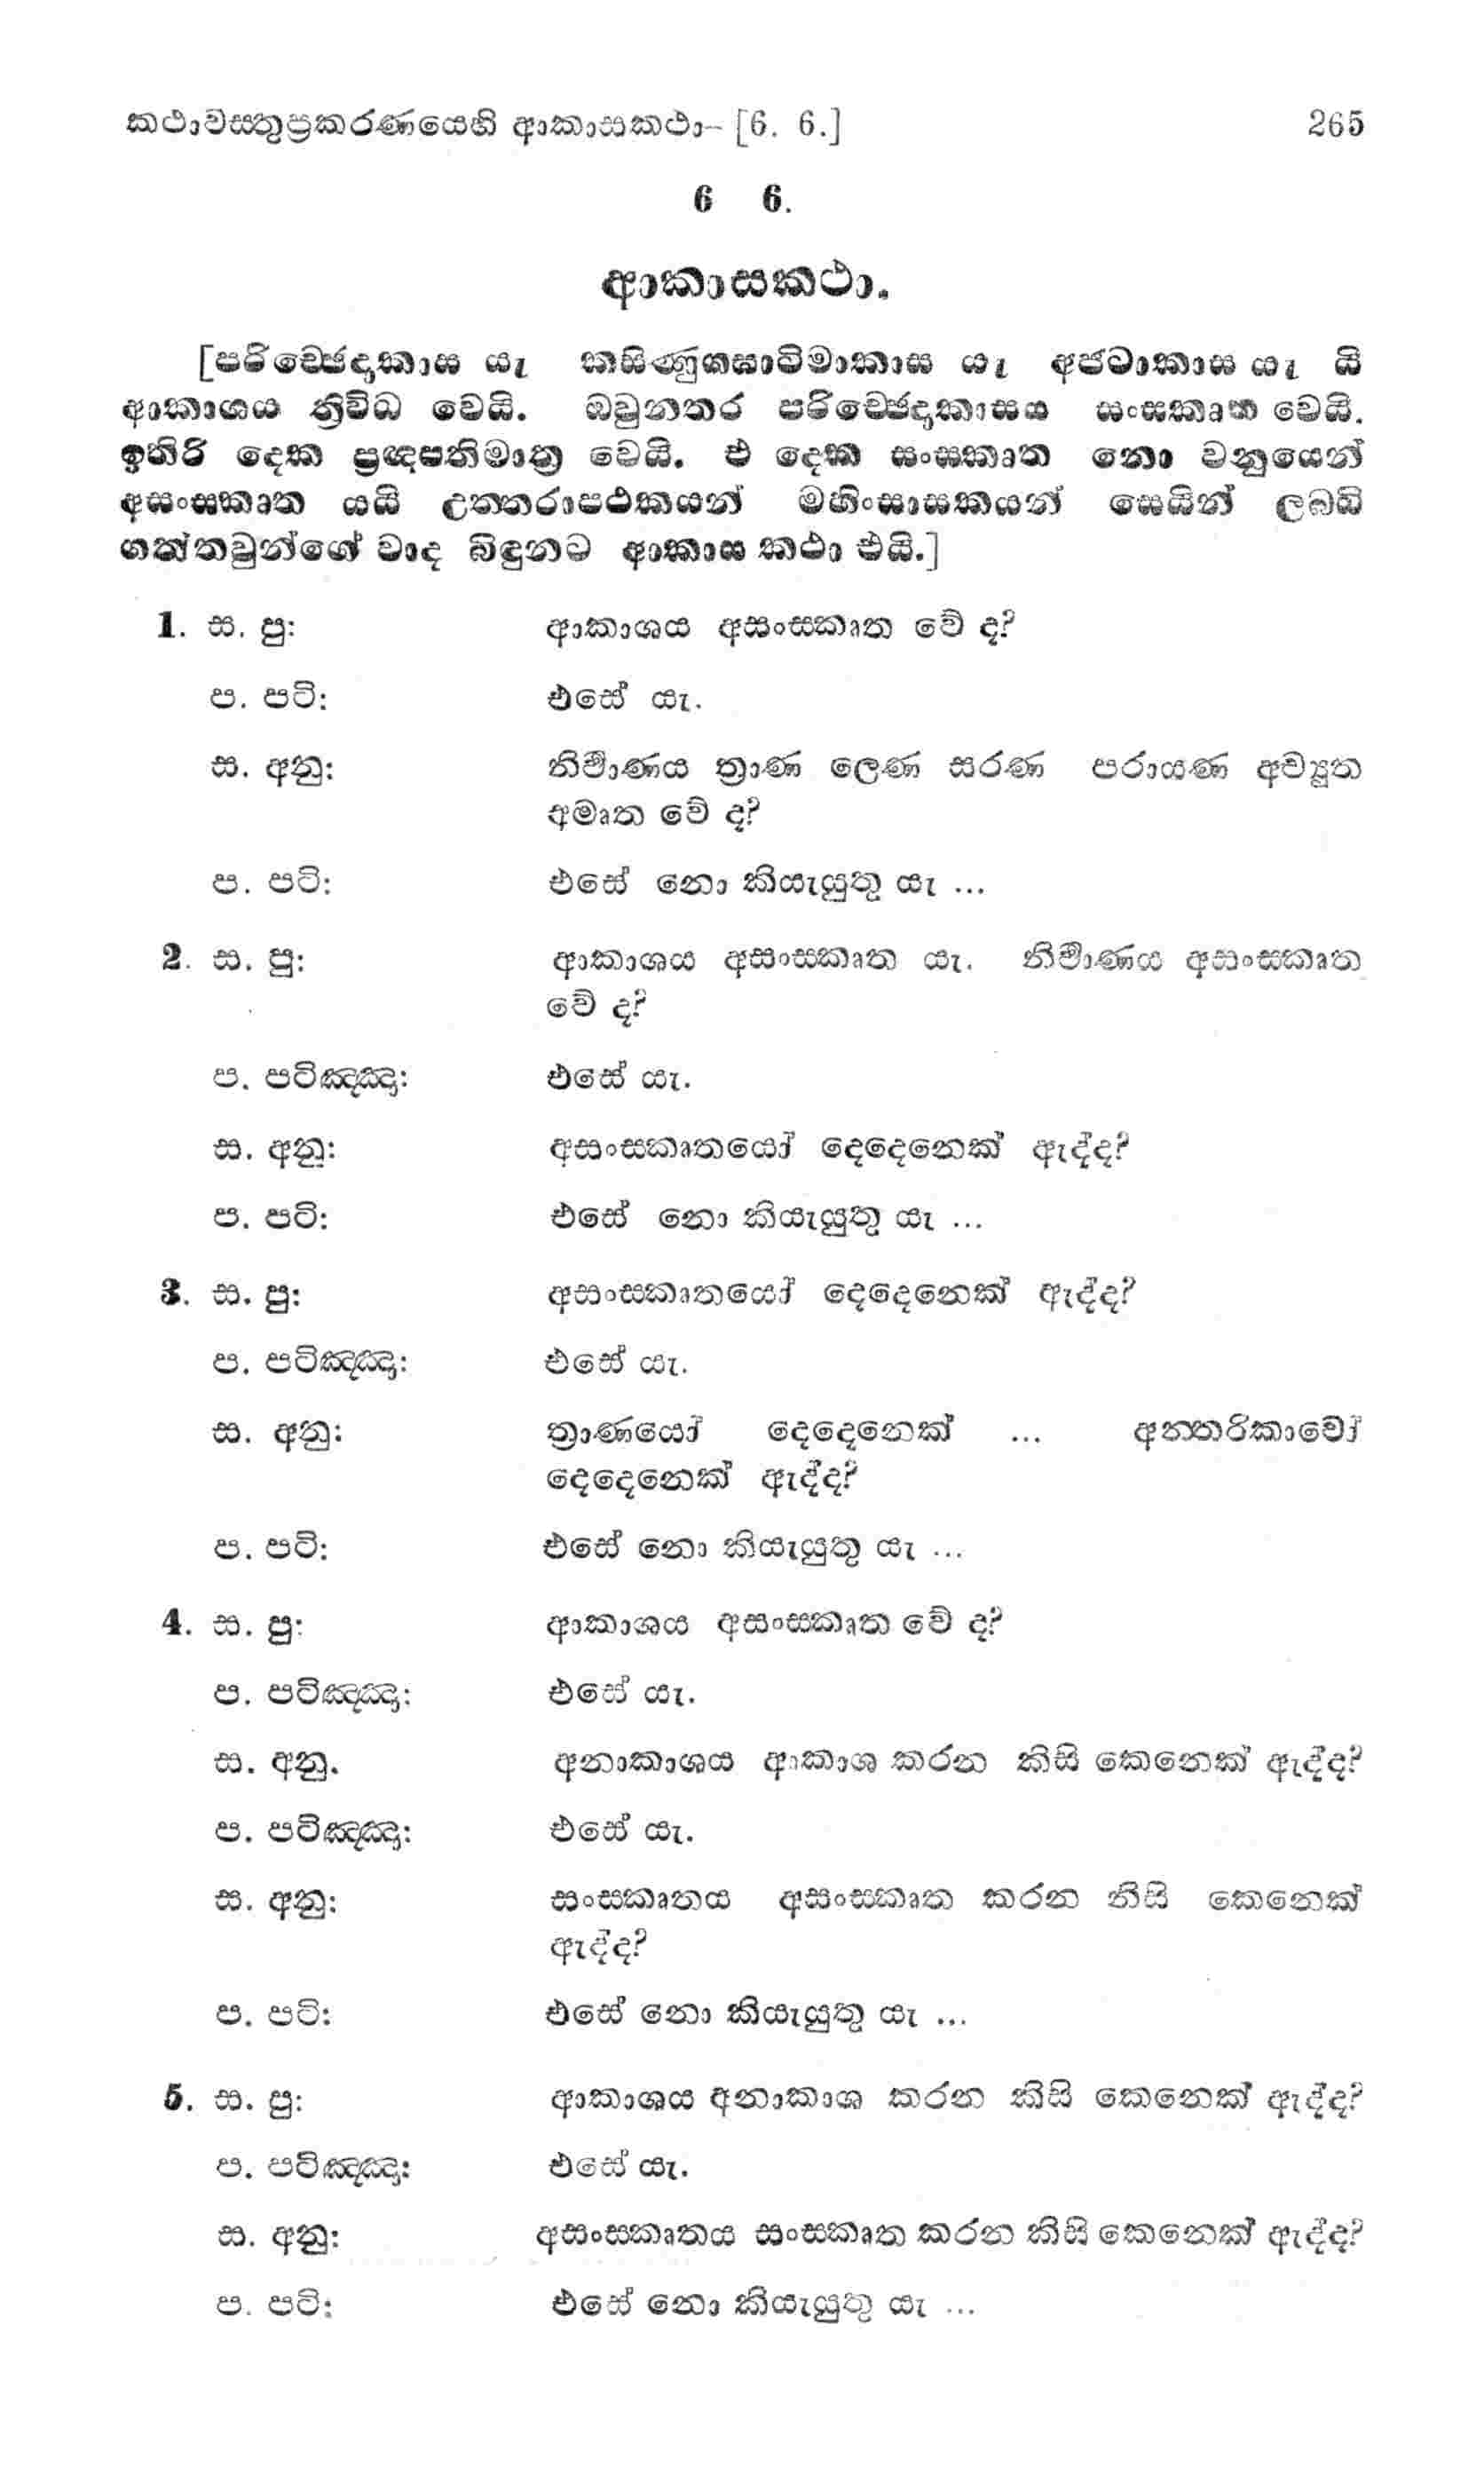 කථාවස්තුප්‍රකරණයෙහි ආකාසකථා– [6. 6.] 265
6 6.
ආකාසකථා.
[පරිච්ඡෙදාකාස යැ කසිණුග්ඝාටිමාකාස යැ අජටාකාස යැ යි
ආකාශය ත්‍රිවිධ වෙයි. ඔවුනතර පරිච්ඡෙදාකාසය සංස්කෘත වෙයි.
ඉතිරි දෙක ප්‍රඥප්තිමාත්‍ර වෙයි. එ දෙක සංස්කෘත නො වනුයෙන්
අසංස්කෘත යයි උත්තරාපථකයන් මහිංසාසකයන් සෙයින් ලබ්ධි
ගත්තවුන්ගේ වාද බිඳුනට ආකාස කථා එයි.]
1. ස. පු: ආකාශය අසංස්කෘත වේ ද?
ප. පටි: එසේ යැ.
ස. අනු: නිර්‍වාණය ත්‍රාණ ලෙණ සරණ පරායණ අච්‍යුත
අමෘත වේ ද?
ප. පටි: එසේ නො කියැයුතු යැ ...
2. ස. පු: ආකාශය අසංස්කෘත යැ. නිර්‍වාණය අසංස්කෘත
වේ ද?
ප. පටිඤ්ඤා: එසේ යැ.
ස. අනු: අසංස්කෘතයෝ දෙදෙනෙක් ඇද්ද?
ප. පටි: එසේ නො කියැයුතු යැ ...
3. ස. පු: අසංස්කෘතයෝ දෙදෙනෙක් ඇද්ද?
ප. පටිඤ්ඤා: එසේ යැ.
ස. අනු: ත්‍රාණයෝ දෙදෙනෙක් ... අන්තරිකාවෝ
දෙදෙනෙක් ඇද්ද?
ප. පටි: එසේ නො කියැයුතු යැ ...
4. ස. පු: ආකාශය අසංස්කෘත වේ ද?
ප. පටිඤ්ඤා: එසේ යැ.
ස. අනු. අනාකාශය ආකාශ කරන කිසි කෙනෙක් ඇද්ද?
ප. පටිඤ්ඤා: එසේ යැ.
ස. අනු: සංස්කෘතය අසංස්කෘත කරන කිසි කෙනෙක්
ඇද්ද?
ප. පටි: එසේ නො කියැයුතු යැ ...
5. ස. පු: ආකාශය අනාකාශ කරන කිසි කෙනෙක් ඇද්ද?
ප. පටිඤ්ඤා: එසේ යැ.
ස. අනු: අසංස්කෘතය සංස්කෘත කරන කිසි කෙනෙක් ඇද්ද?
ප. පටි: එසේ නො කියැයුතු යැ ...